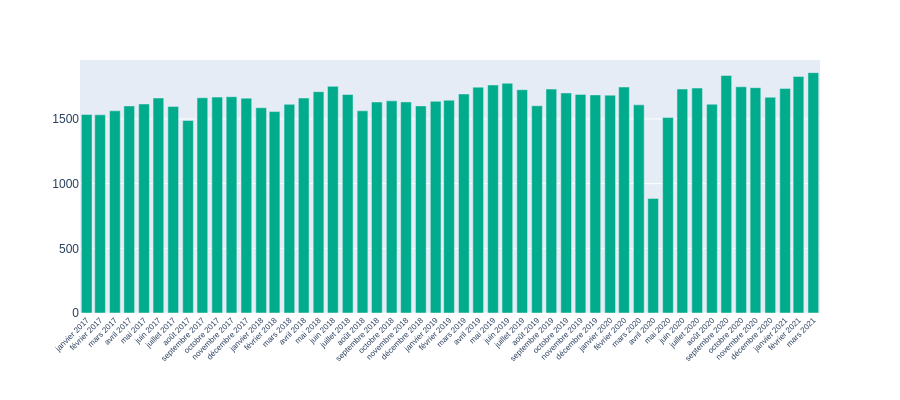 1500
1000
500
0
janvier 2017
février 2017
mars 2017
avril 2017
mai 2017
juin 2017
juillet 2017
août 2017
septembre 2017
octobre 2017
novembre 2017
décembre 2017
janvier 2018
février 2018
mars 2018
avril 2018
mai 2018
juin 2018
juillet 2018
août 2018
septembre 2018
octobre 2018
novembre 2018
décembre 2018
janvier 2019
février 2019
mars 2019
avril 2019
mai 2019
juin 2019
juillet 2019
août 2019
septembre 2019
octobre 2019
novembre 2019
décembre 2019
janvier 2020
février 2020
mars 2020
avril 2020
mai 2020
juin 2020
juillet 2020
août 2020
septembre 2020
octobre 2020
novembre 2020
décembre 2020
janvier 2021
février 2021
mars 2021